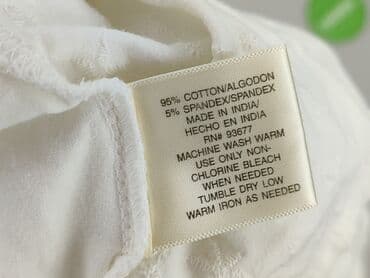 95% COTTON/ALGODON
5% SPANDEX/SPANDEX
MADE IN INDIA/
HECHO EN INDIA
RN# 93677
MACHINE WASH WARM
USE ONLY NON-
CHLORINE BLEACH
WHEN NEEDED
TUMBLE DRY LOW
WARM IRON AS NEEDED